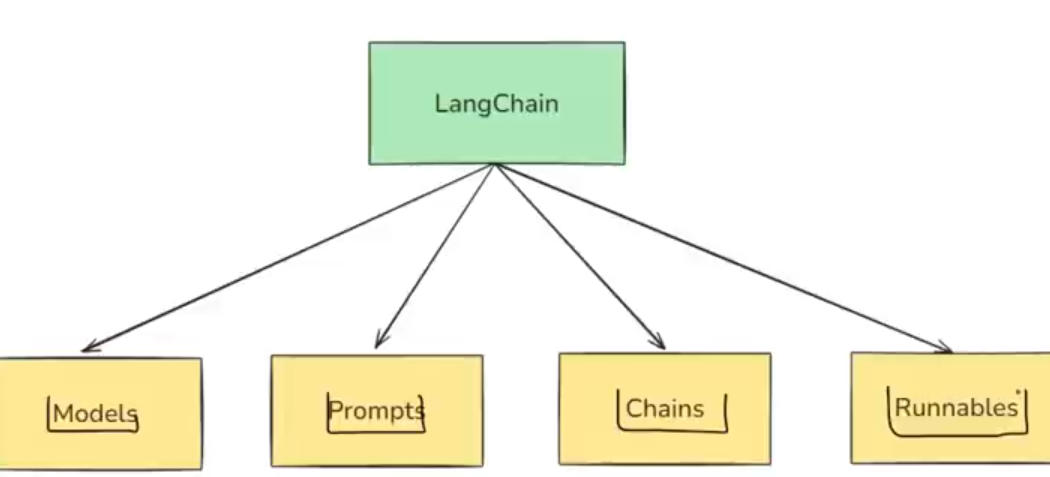 LangChain
Models
Prompts
Chains
Runnables